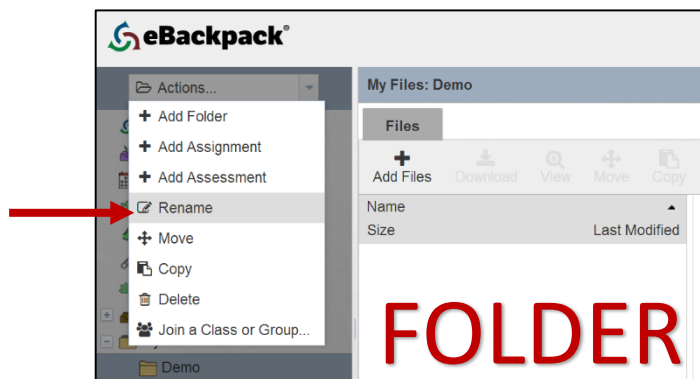 eBackpack®
Actions...
Add Folder
Add Assignment
Add Assessment
Rename
Move
Copy
Delete
Join a Class or Group...
Demo
My Files: Demo
Files
Add Files Download View Move Copy
Name
Size Last Modified
FOLDER